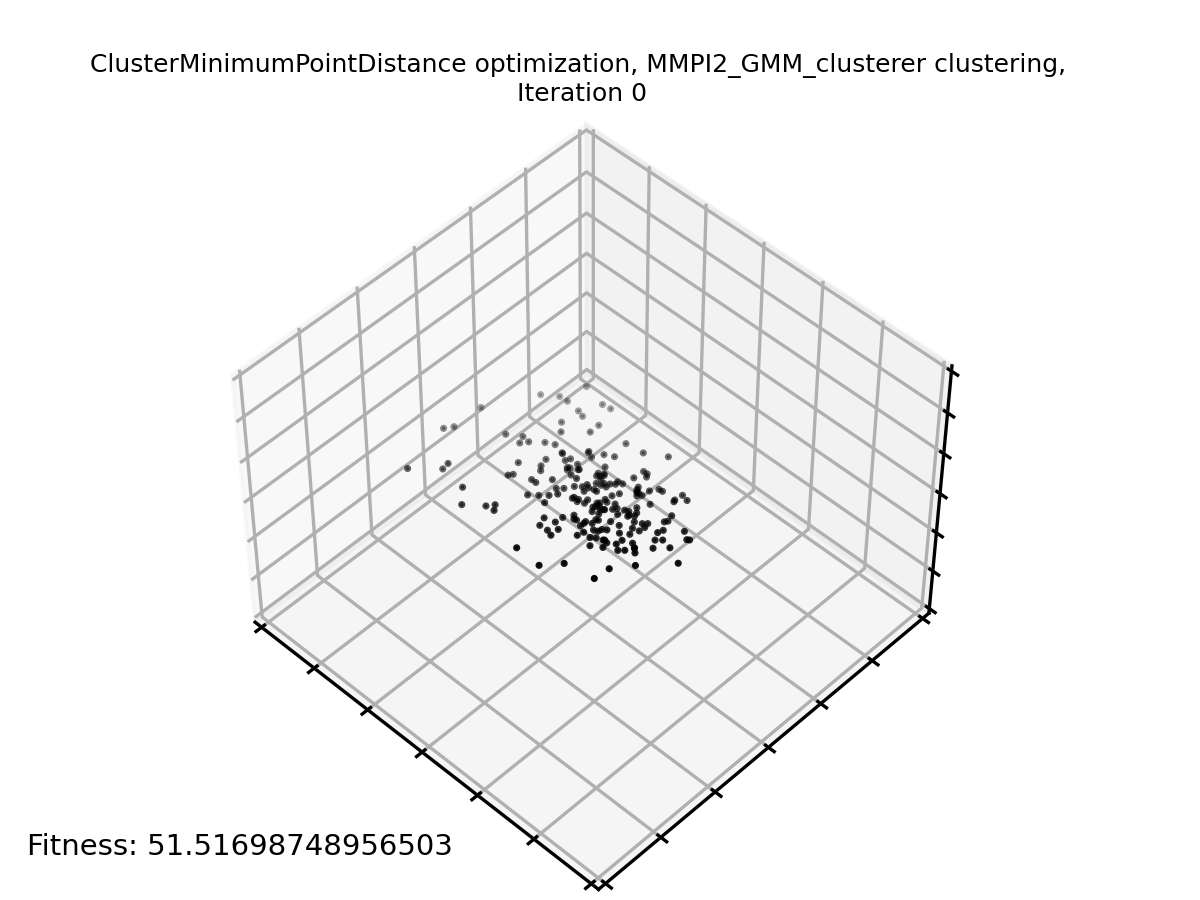 ClusterMinimumPointDistance optimization, MMPI2_GMM_clusterer clustering,
Iteration 0
Fitness: 51.51698748956503